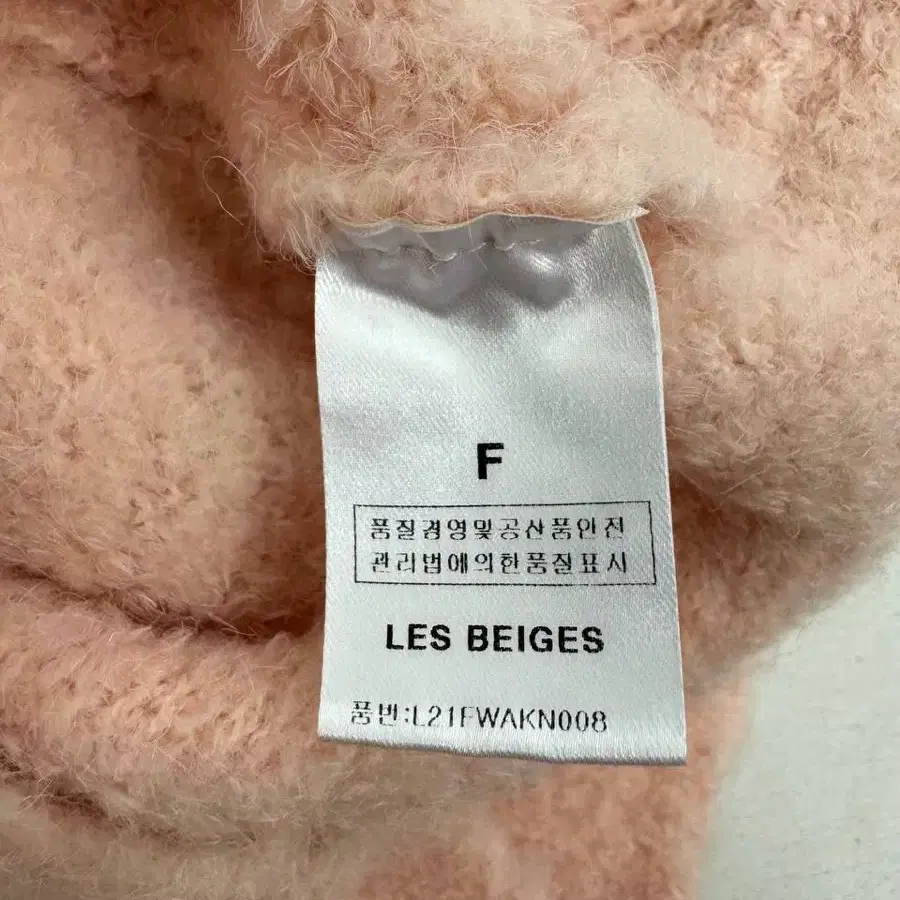 F
품질경영및공산품안전
관리법에의한품질표시
LES BEIGES
품번:L21FWAKN008